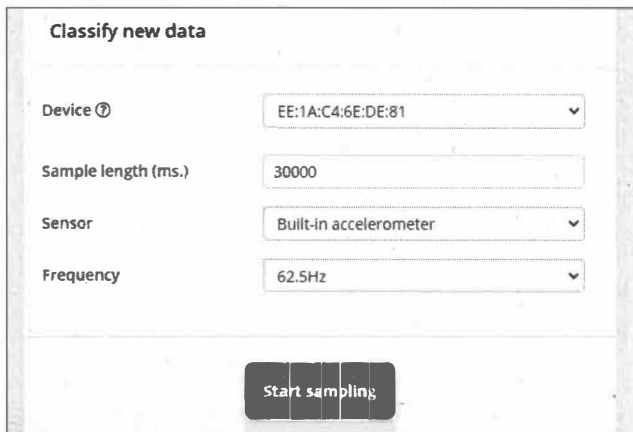 Classify new data
Device ?
EE:1A:C4:6E:DE:81
Sample length (ms.)
30000
Sensor
Built-in accelerometer
Frequency
62.5Hz
Start sampling